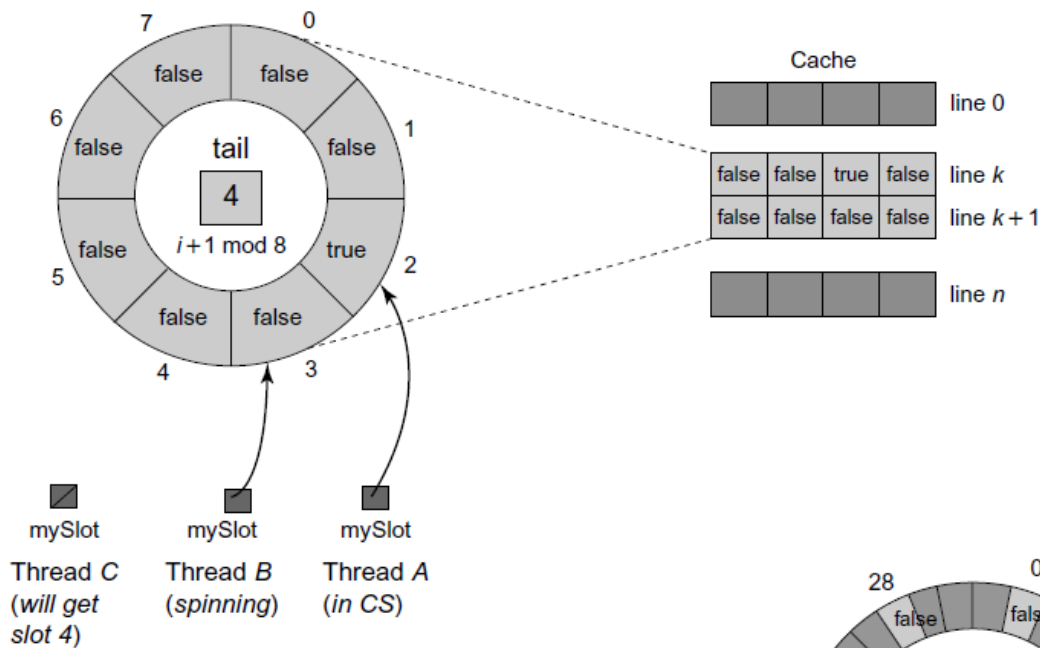 7
0
false
false
6
1
false
false
tail
4
i+1 mod 8
false
true
5
2
false
false
4
3
Cache
line 0
false false true false line k
false false false false line k+1
line n
mySlot
mySlot
mySlot
Thread C
(will get
slot 4)
Thread B
(spinning)
Thread A
(in CS)
28
0
false